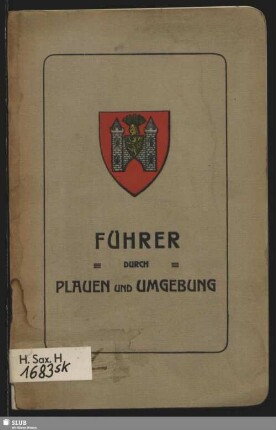 FÜHRER
DURCH
PLAUEN UND UMGEBUNG
H. Sax. H,
1683sk
SLUB